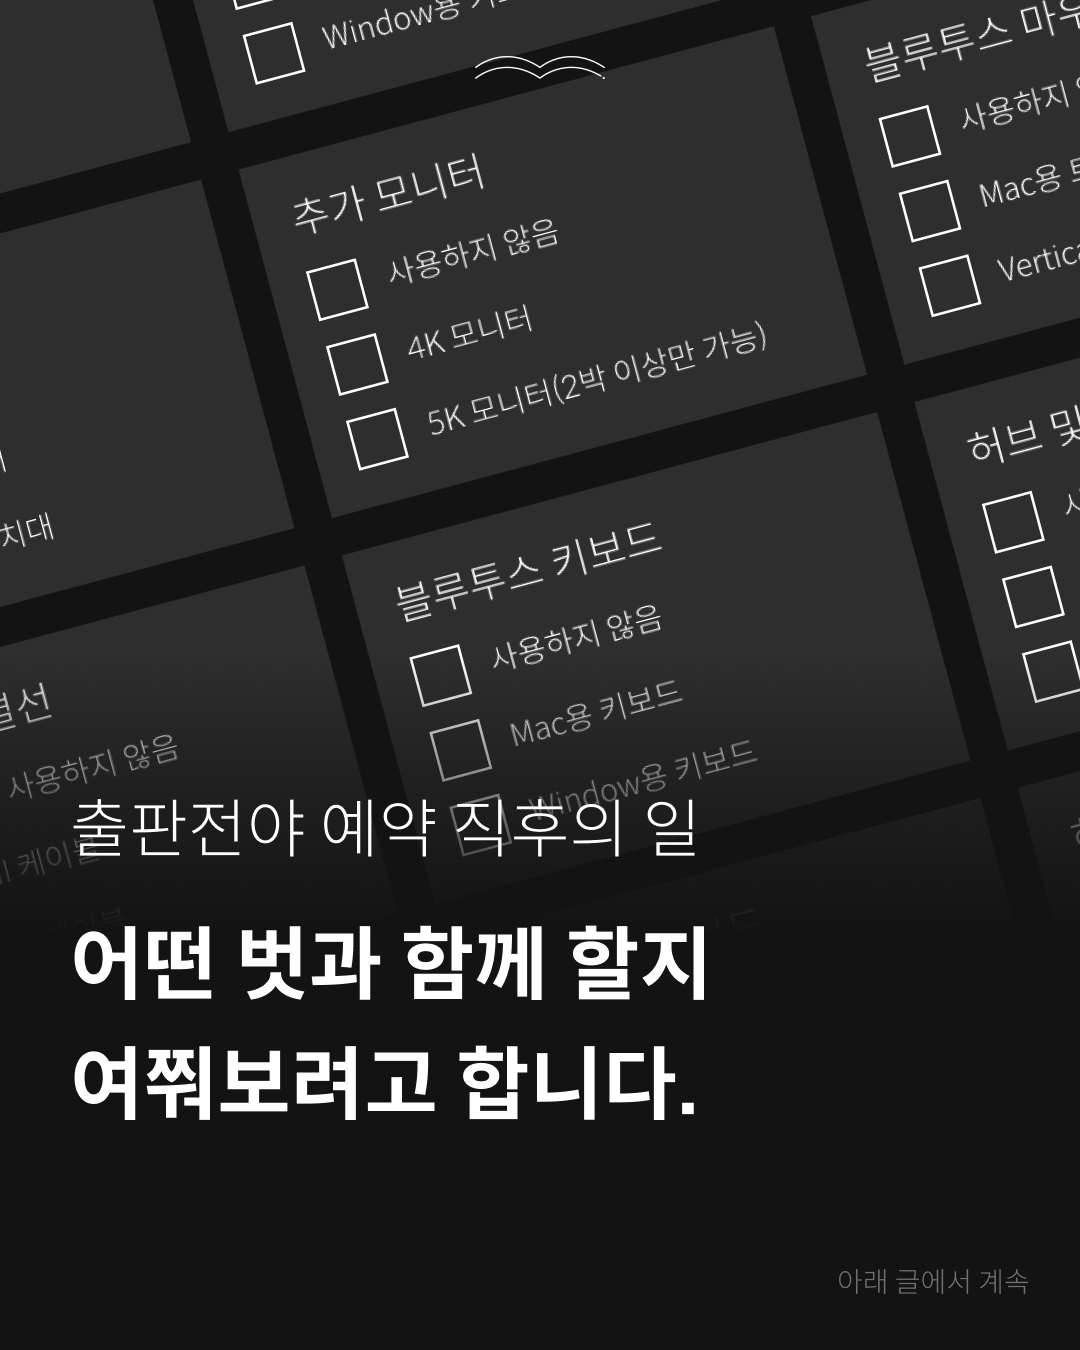 Window용
블루투스 마우
사용하지
Mac용
추가 모니터
사용하지 않음
4K 모니터
5K 모니터(2박 이상만 가능)
치대
허브 및
블루투스 키보드
사용하지 않음
Mac용 키보드
Window용 키보드
결선
사용하지 않음
케이블
출판전야 예약 직후의 일
어떤 벗과 함께 할지
여쭤보려고 합니다.
아래 글에서 계속